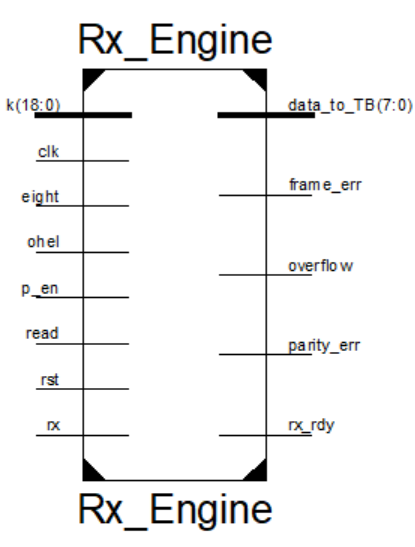 Rx_Engine
k(18:0)
clk
eight
ohel
p_en
read
rst
rx
data_to_TB(7:0)
frame_err
overflow
parity_err
rx_rdy
Rx_Engine